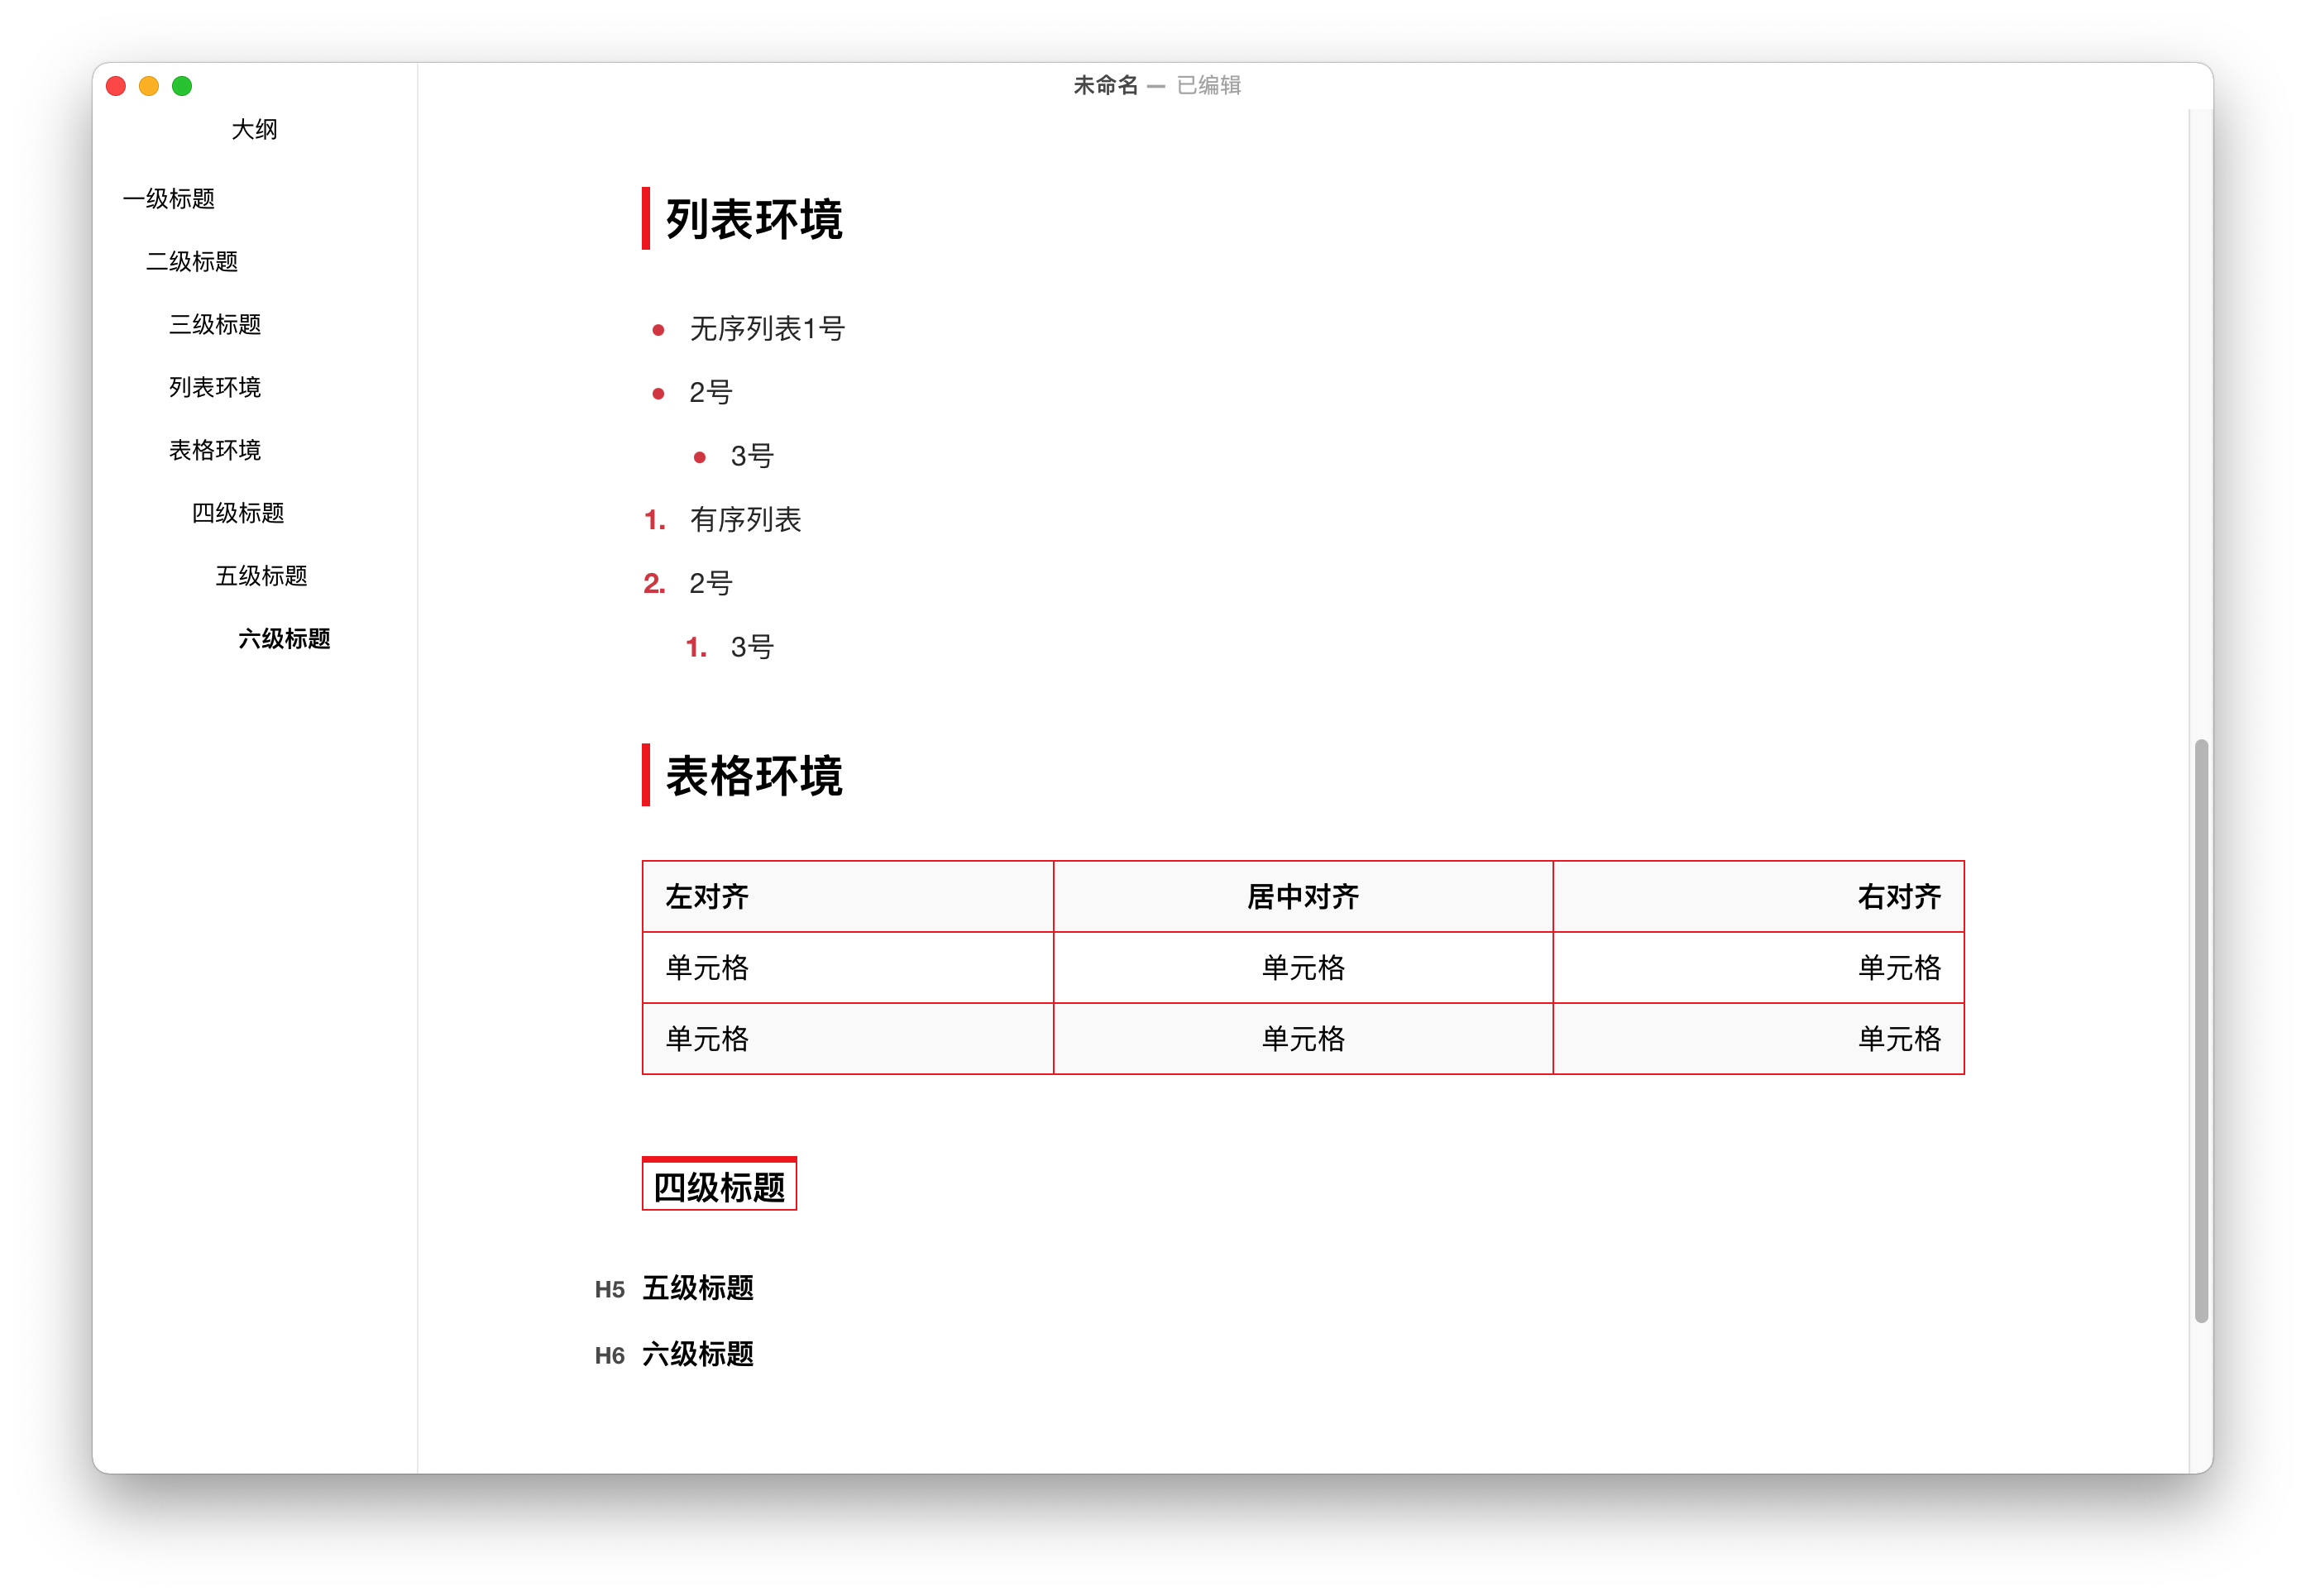 未命名 — 已编辑
大纲
一级标题
二级标题
三级标题
列表环境
表格环境
四级标题
五级标题
六级标题
列表环境
• 无序列表1号
• 2号
• 3号
1. 有序列表
2. 2号
1. 3号
表格环境
左对齐 居中对齐 右对齐
单元格 单元格 单元格
单元格 单元格 单元格
四级标题
H5 五级标题
H6 六级标题